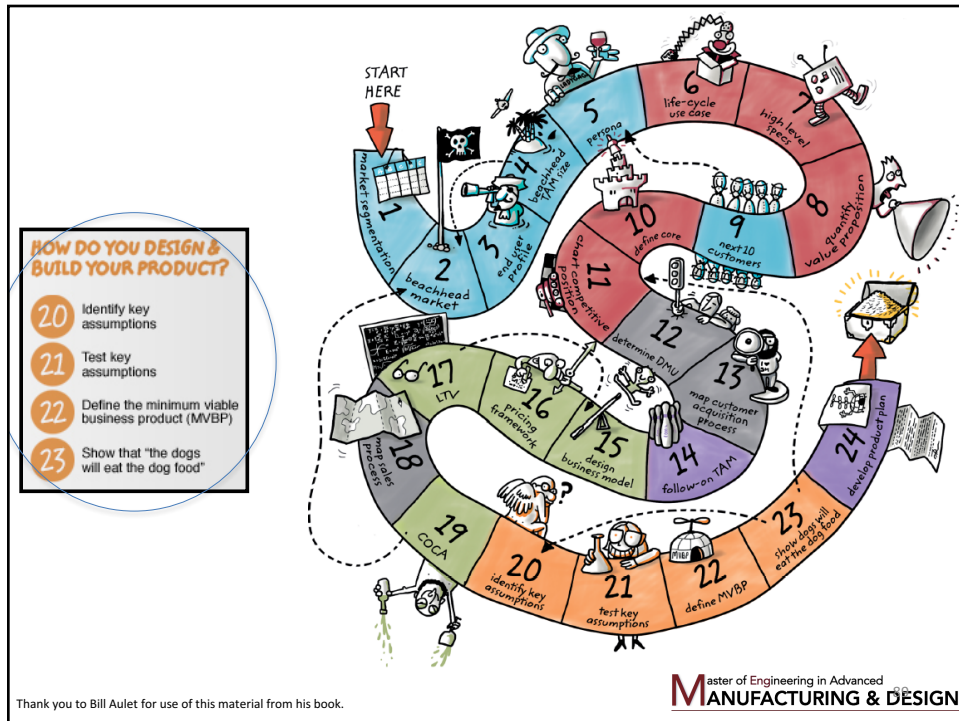 HOW DO YOU DESIGN &
BUILD YOUR PRODUCT?
20 Identify key
assumptions
21 Test key
assumptions
22 Define the minimum viable
business product (MVBP)
23 Show that "the dogs
will eat the dog food"
START
HERE
1
market segmentation
2
beachhead
market
3
end user
profile
4
beachhead
TAM size
5
persona
6
life-cycle
use case
7
high level
specs
8
quantify
value proposition
9
next 10
customers
10
define core
11
chart competitive
position
12
determine DMU
13
map customer
acquisition
process
14
follow-on TAM
15
design
business model
16
pricing
framework
17
LTV
18
map sales
process
19
COCA
?
20
identify key
assumptions
21
test key
assumptions
MVBP
22
define MVBP
23
show dogs will
eat the dog food
24
develop product plan
Thank you to Bill Aulet for use of this material from his book.
Master of Engineering in Advanced
MANUFACTURING & DESIGN